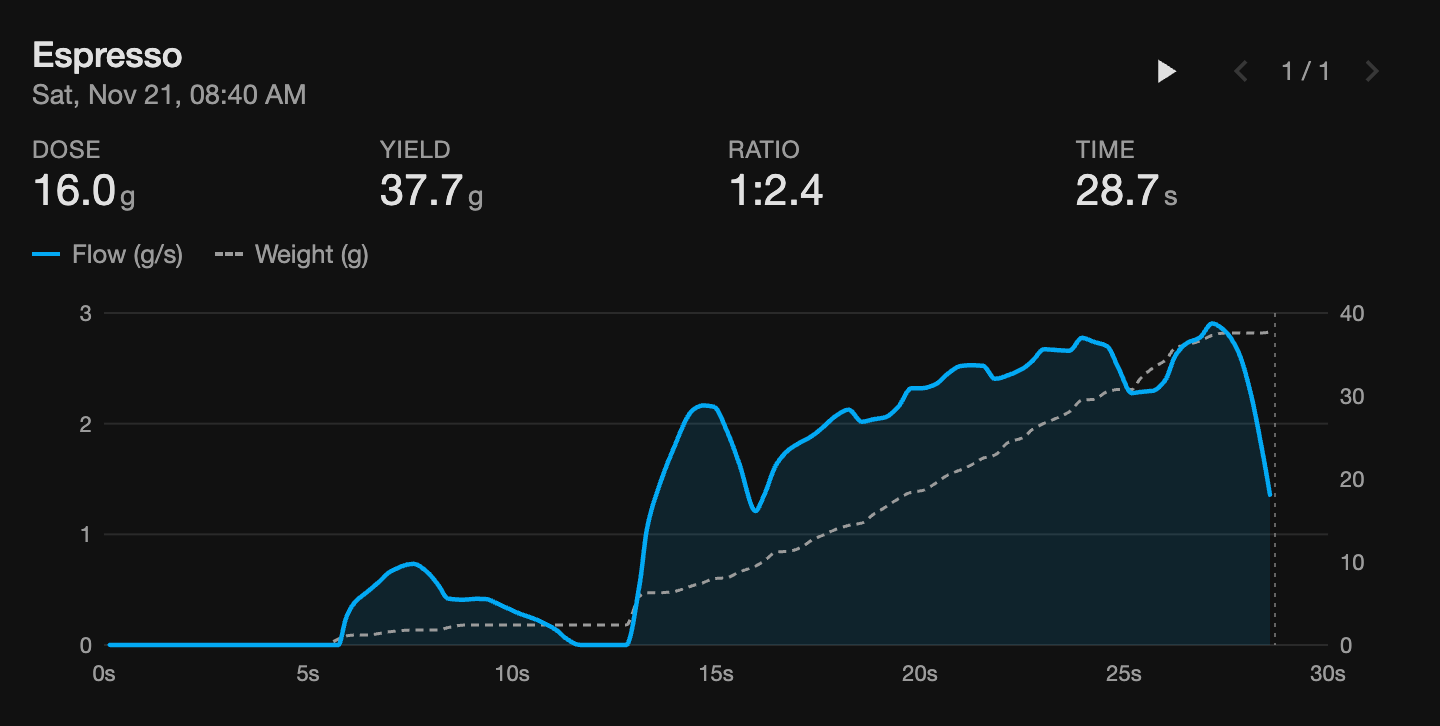 Espresso
Sat, Nov 21, 08:40 AM
1 / 1
DOSE YIELD RATIO TIME
16.0 g 37.7 g 1:2.4 28.7 s
Flow (g/s) Weight (g)
3 40
30
2
20
1
10
0 0
0s 5s 10s 15s 20s 25s 30s